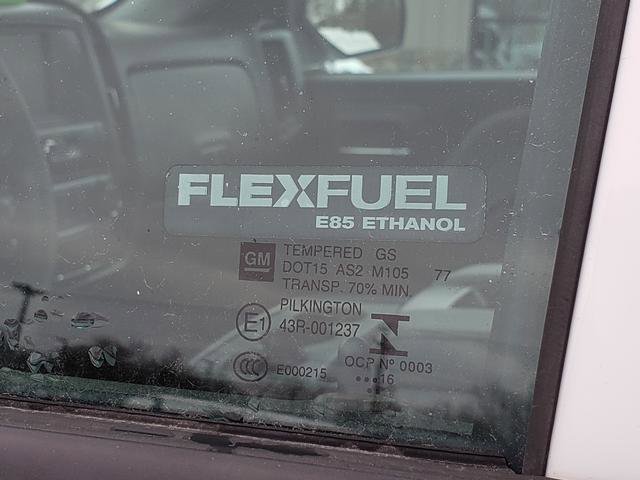 FLEXFUEL
E85 ETHANOL
GM
TEMPERED GS
DOT15 AS2 M105 77
TRANSP. 70% MIN.
PILKINGTON
E1 43R-001237
CCC E000215
OCP Nº 0003
•••16